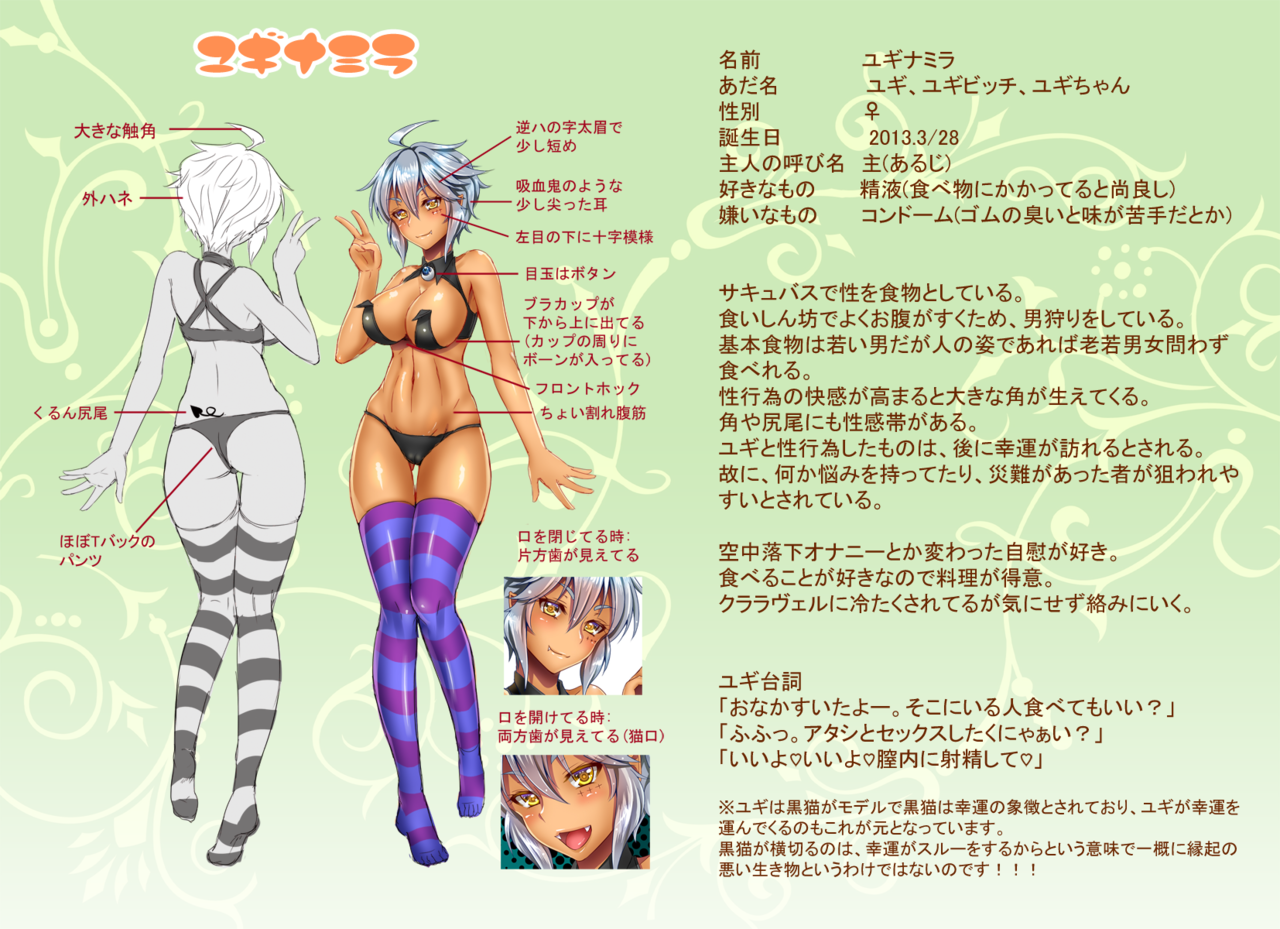 ユギナミラ
大きな触角
外ハネ
くるん尻尾
ほぼTバックの
パンツ
逆ハの字太眉で
少し短め
吸血鬼のような
少し尖った耳
左目の下に十字模様
目玉はボタン
ブラカップが
下から上に出てる
(カップの周りに
ボーンが入ってる)
フロントホック
ちょい割れ腹筋
口を閉じてる時:
片方歯が見えてる
口を開けてる時:
両方歯が見えてる(猫口)
名前 ユギナミラ
あだ名 ユギ、ユギビッチ、ユギちゃん
性別 ♀
誕生日 2013.3/28
主人の呼び名 主(あるじ)
好きなもの 精液(食べ物にかかってると尚良し)
嫌いなもの コンドーム(ゴムの臭いと味が苦手だとか)
サキュバスで性を食物としている。
食いしん坊でよくお腹がすくため、男狩りをしている。
基本食物は若い男だが人の姿であれば老若男女問わず
食べれる。
性行為の快感が高まると大きな角が生えてくる。
角や尻尾にも性感帯がある。
ユギと性行為したものは、後に幸運が訪れるとされる。
故に、何か悩みを持ってたり、災難があった者が狙われや
すいとされている。
空中落下オナニーとか変わった自慰が好き。
食べることが好きなので料理が得意。
クララヴェルに冷たくされてるが気にせず絡みにいく。
ユギ台詞
「おなかすいたよー。そこにいる人食べてもいい？」
「ふふっ。アタシとセックスしたくにゃぁい？」
「いいよ♡いいよ♡膣内に射精して♡」
※ユギは黒猫がモデルで黒猫は幸運の象徴とされており、ユギが幸運を
運んでくるのもこれが元となっています。
黒猫が横切るのは、幸運がスルーをするからという意味で一概に縁起の
悪い生き物というわけではないのです！！！